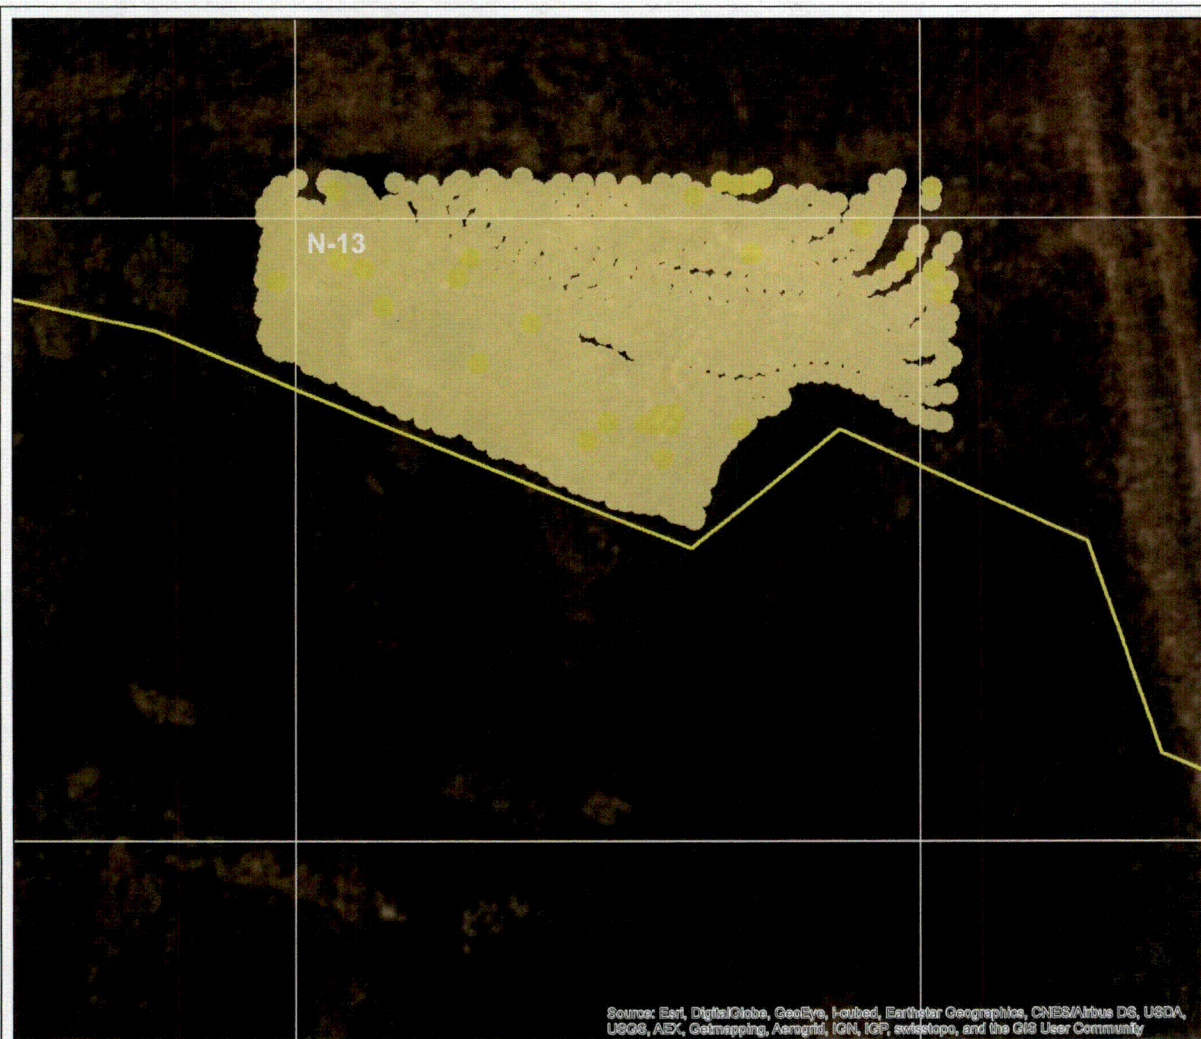 N-13
Source: Esri, DigitalGlobe, GeoEye, i-cubed, Earthstar Geographics, CNES/Airbus DS, USDA,
USGS, AEX, Getmapping, Aerogrid, IGN, IGP, swisstopo, and the GIS User Community